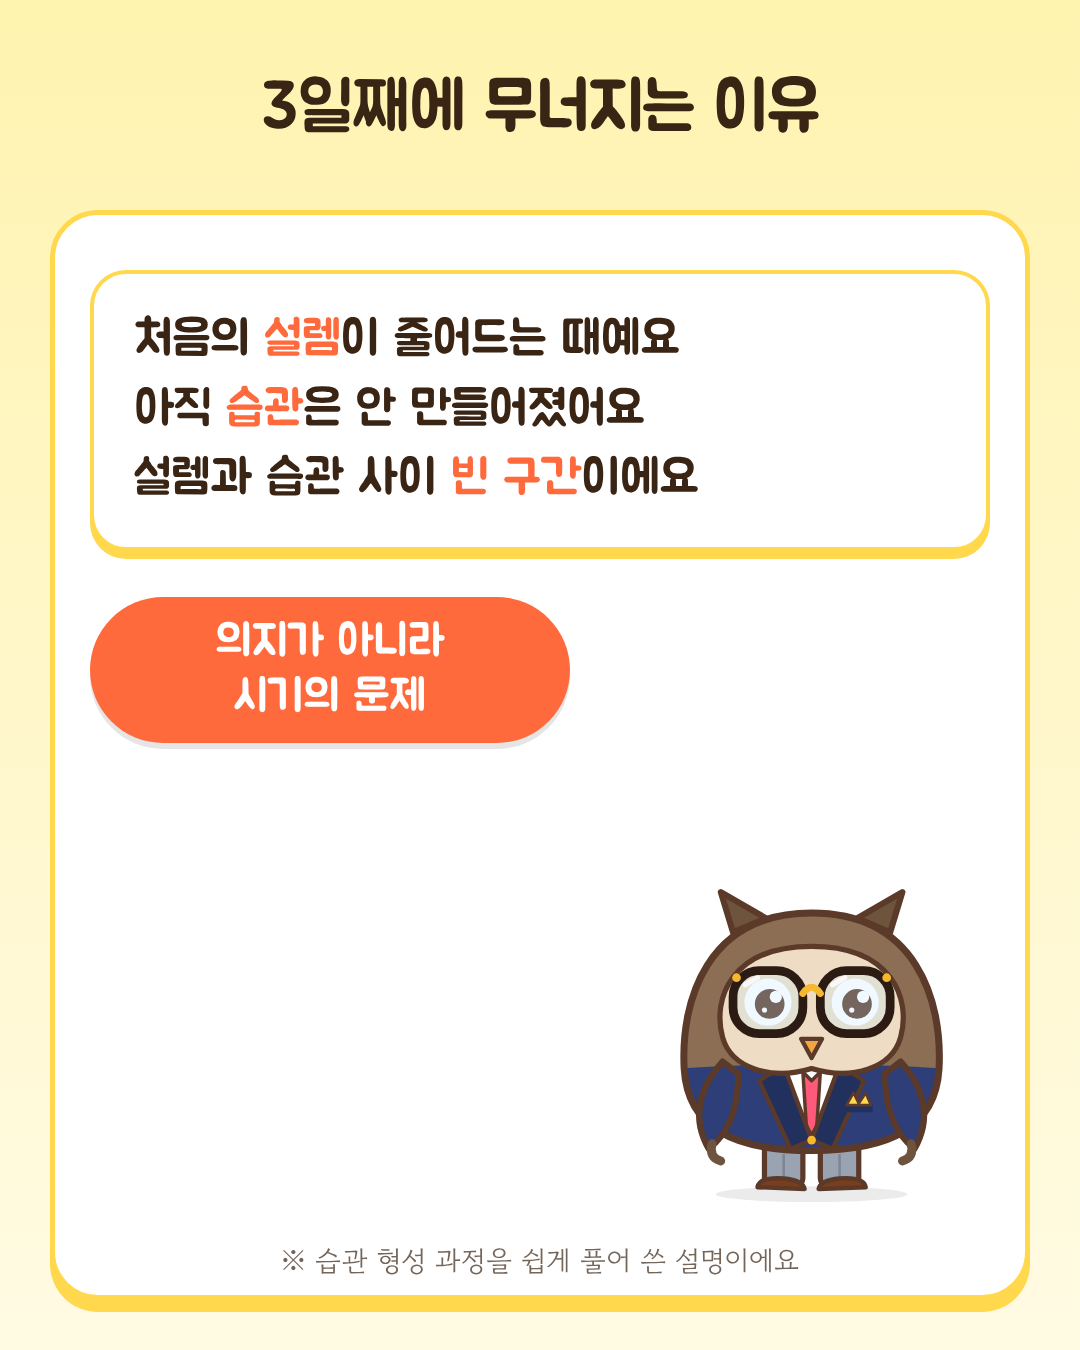 3일째에 무너지는 이유
처음의 설렘이 줄어드는 때예요
아직 습관은 안 만들어졌어요
설렘과 습관 사이 빈 구간이에요
의지가 아니라
시기의 문제
※ 습관 형성 과정을 쉽게 풀어 쓴 설명이에요